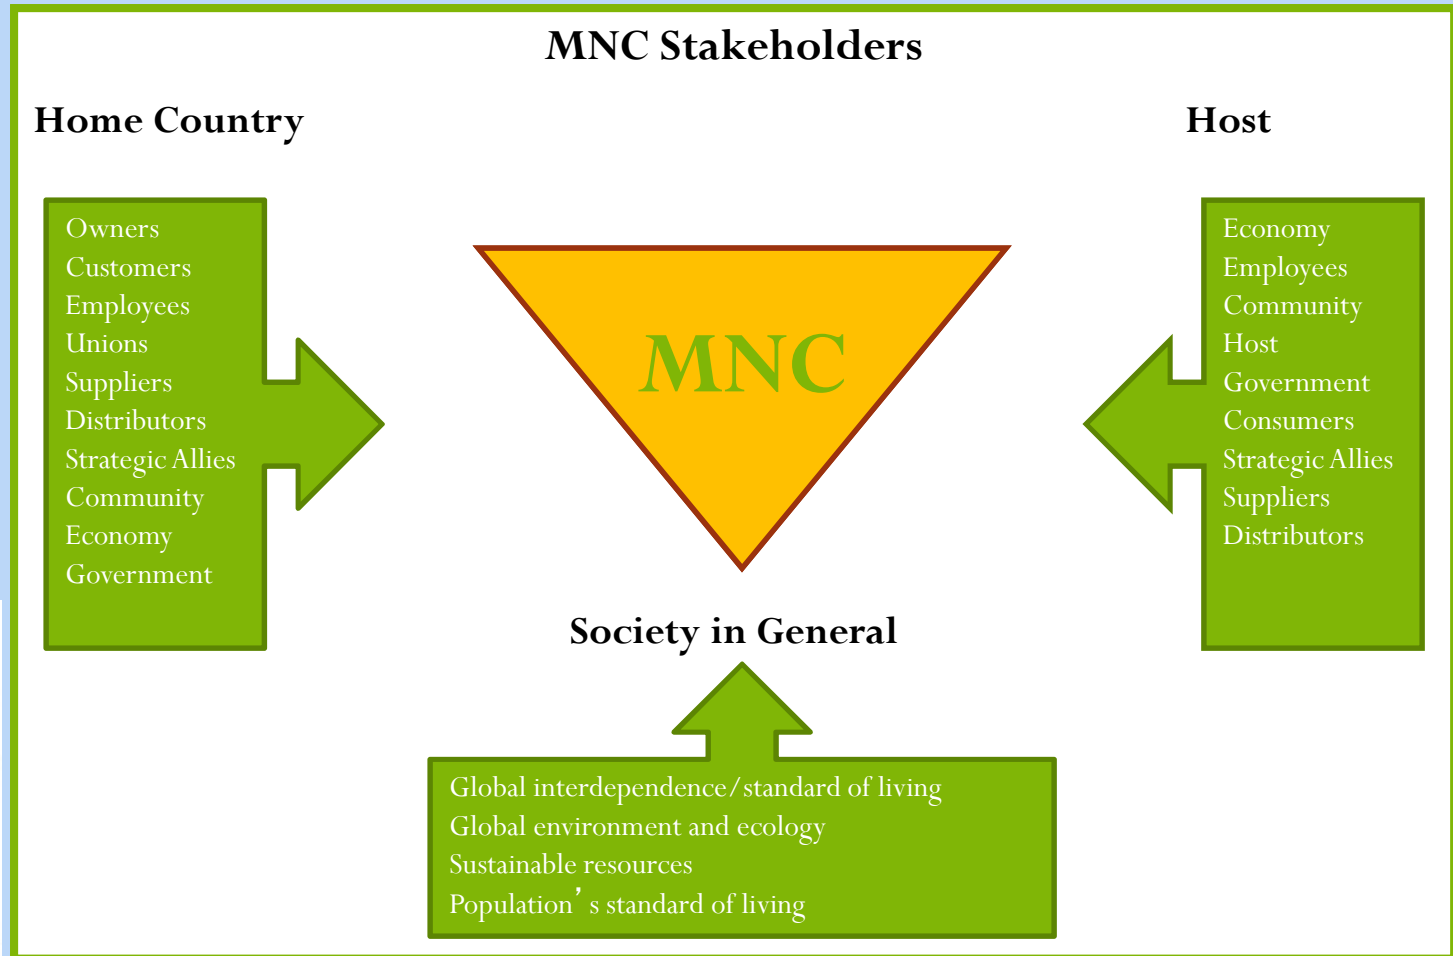 MNC Stakeholders
Home Country
Host
Owners
Customers
Employees
Unions
Suppliers
Distributors
Strategic Allies
Community
Economy
Government
MNC
Economy
Employees
Community
Host
Government
Consumers
Strategic Allies
Suppliers
Distributors
Society in General
Global interdependence/standard of living
Global environment and ecology
Sustainable resources
Population’s standard of living